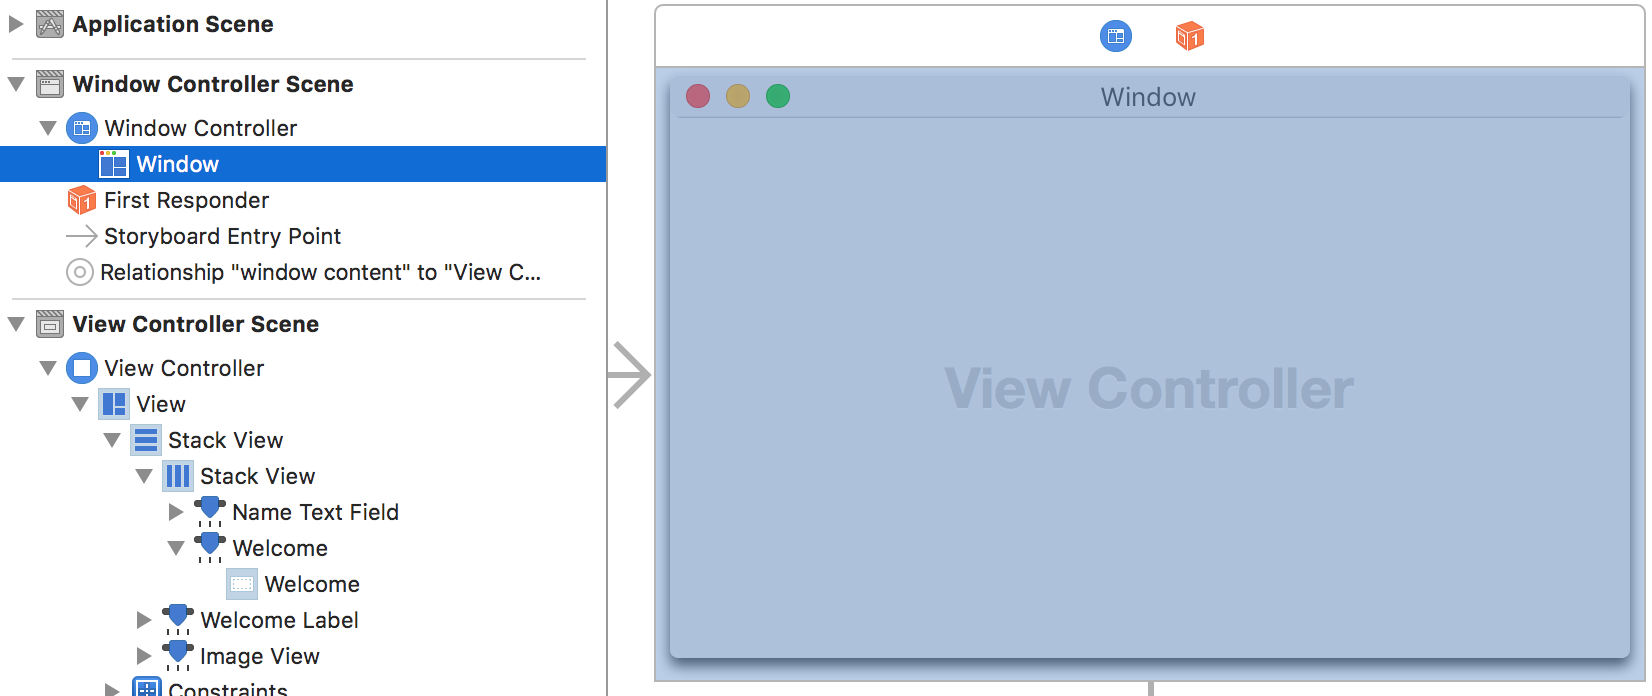 Application Scene
Window Controller Scene
Window Controller
Window
First Responder
Storyboard Entry Point
Relationship "window content" to "View C...
View Controller Scene
View Controller
View
Stack View
Stack View
Name Text Field
Welcome
Welcome
Welcome Label
Image View
Constraints
Window
View Controller